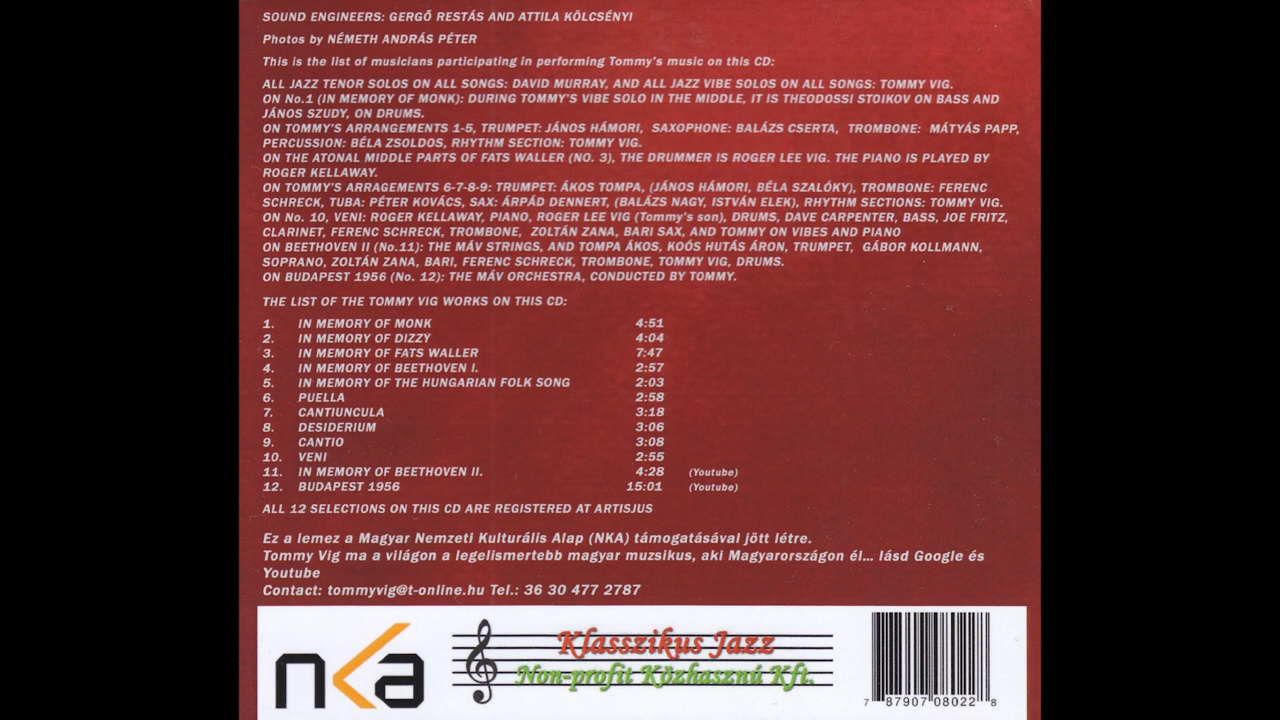 SOUND ENGINEERS: GERGŐ RESTÁS AND ATTILA KÖLCSÉNYI
Photos by NÉMETH ANDRÁS PÉTER
This is the list of musicians participating in performing Tommy's music on this CD:
ALL JAZZ TENOR SOLOS ON ALL SONGS: DAVID MURRAY, AND ALL JAZZ VIBE SOLOS ON ALL SONGS: TOMMY VIG.
ON No.1 (IN MEMORY OF MONK): DURING TOMMY'S VIBE SOLO IN THE MIDDLE, IT IS THEODOSSI STOIKOV ON BASS AND
JÁNOS SZUDY, ON DRUMS.
ON TOMMY'S ARRANGEMENTS 1-5, TRUMPET: JÁNOS HÁMORI, SAXOPHONE: BALÁZS CSERTA, TROMBONE: MÁTYÁS PAPP,
PERCUSSION: BÉLA ZSOLDOS, RHYTHM SECTION: TOMMY VIG.
ON THE ATONAL MIDDLE PARTS OF FATS WALLER (NO. 3), THE DRUMMER IS ROGER LEE VIG. THE PIANO IS PLAYED BY
ROGER KELLAWAY.
ON TOMMY'S ARRAGEMENTS 6-7-8-9: TRUMPET: ÁKOS TOMPA, (JÁNOS HÁMORI, BÉLA SZALÓKY), TROMBONE: FERENC
SCHRECK, TUBA: PÉTER KOVÁCS, SAX: ÁRPÁD DENNERT, (BALÁZS NAGY, ISTVÁN ELEK), RHYTHM SECTIONS: TOMMY VIG.
ON No. 10, VENI: ROGER KELLAWAY, PIANO, ROGER LEE VIG (Tommy's son), DRUMS, DAVE CARPENTER, BASS, JOE FRITZ,
CLARINET, FERENC SCHRECK, TROMBONE, ZOLTÁN ZANA, BARI SAX, AND TOMMY ON VIBES AND PIANO
ON BEETHOVEN II (No.11): THE MÁV STRINGS, AND TOMPA ÁKOS, KOÓS HUTÁS ÁRON, TRUMPET, GÁBOR KOLLMANN,
SOPRANO, ZOLTÁN ZANA, BARI, FERENC SCHRECK, TROMBONE, TOMMY VIG, DRUMS.
ON BUDAPEST 1956 (No. 12): THE MÁV ORCHESTRA, CONDUCTED BY TOMMY.
THE LIST OF THE TOMMY VIG WORKS ON THIS CD:
1. IN MEMORY OF MONK 4:51
2. IN MEMORY OF DIZZY 4:04
3. IN MEMORY OF FATS WALLER 7:47
4. IN MEMORY OF BEETHOVEN I. 2:57
5. IN MEMORY OF THE HUNGARIAN FOLK SONG 2:03
6. PUELLA 2:58
7. CANTIUNCULA 3:18
8. DESIDERIUM 3:06
9. CANTIO 3:08
10. VENI 2:55
11. IN MEMORY OF BEETHOVEN II. 4:28 (Youtube)
12. BUDAPEST 1956 15:01 (Youtube)
ALL 12 SELECTIONS ON THIS CD ARE REGISTERED AT ARTISJUS
Ez a lemez a Magyar Nemzeti Kulturális Alap (NKA) támogatásával jött létre.
Tommy Vig ma a világon a legelismertebb magyar muzsikus, aki Magyarországon él... lásd Google és
Youtube
Contact: tommyvig@t-online.hu Tel.: 36 30 477 2787
nka
Klasszikus Jazz
Non-profit Közhasznú Kft.
7 87907 08022 8